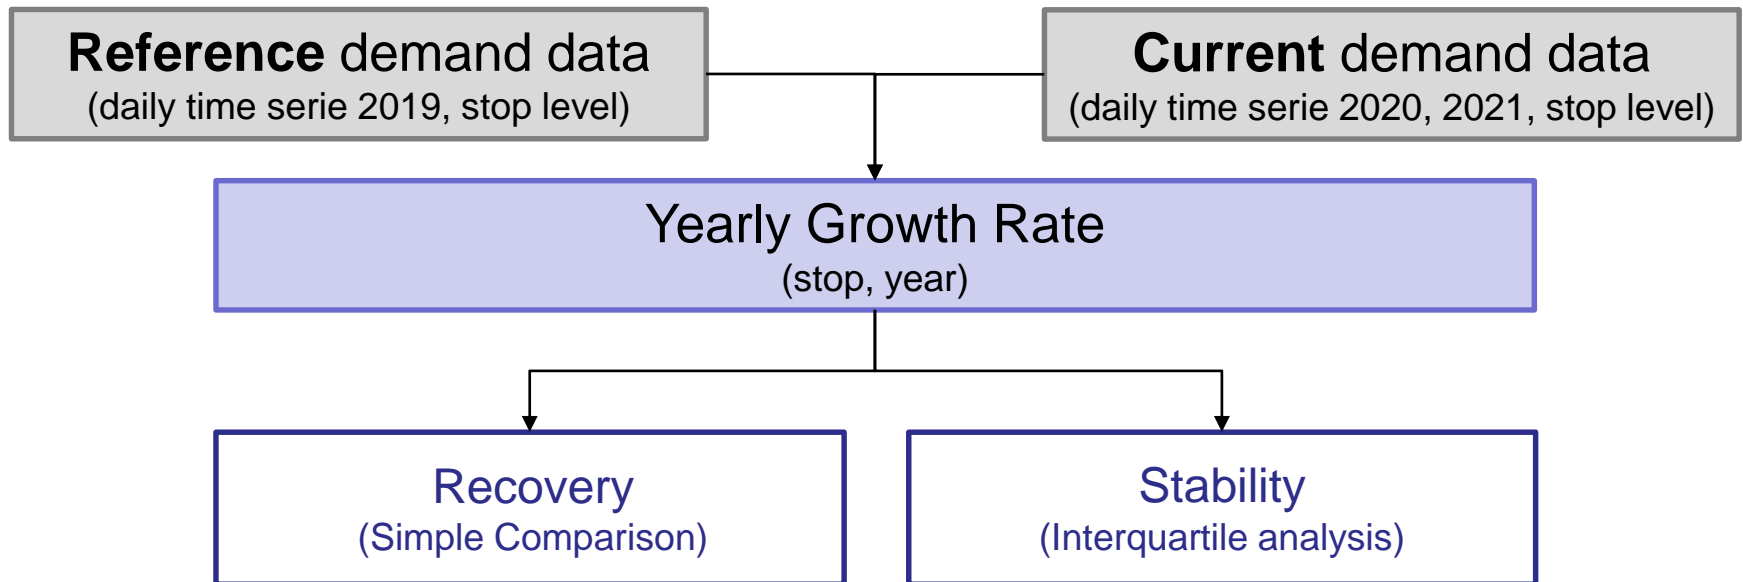 Reference demand data
(daily time serie 2019, stop level)
Current demand data
(daily time serie 2020, 2021, stop level)
Yearly Growth Rate
(stop, year)
Recovery
(Simple Comparison)
Stability
(Interquartile analysis)